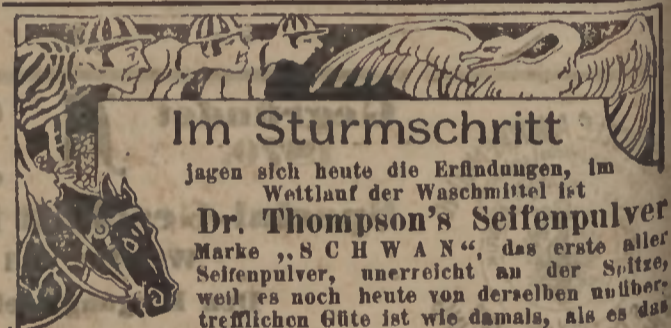 Im Sturmschritt
jagen sich heute die Erfindungen, im
Wettlauf der Waschmittel ist
Dr. Thompson's Seifenpulver
Marke „SCHWAN“, das erste aller
Seifenpulver, unerreicht an der Spitze,
weil es noch heute von derselben unüber-
trefflichen Güte ist wie damals, als es das